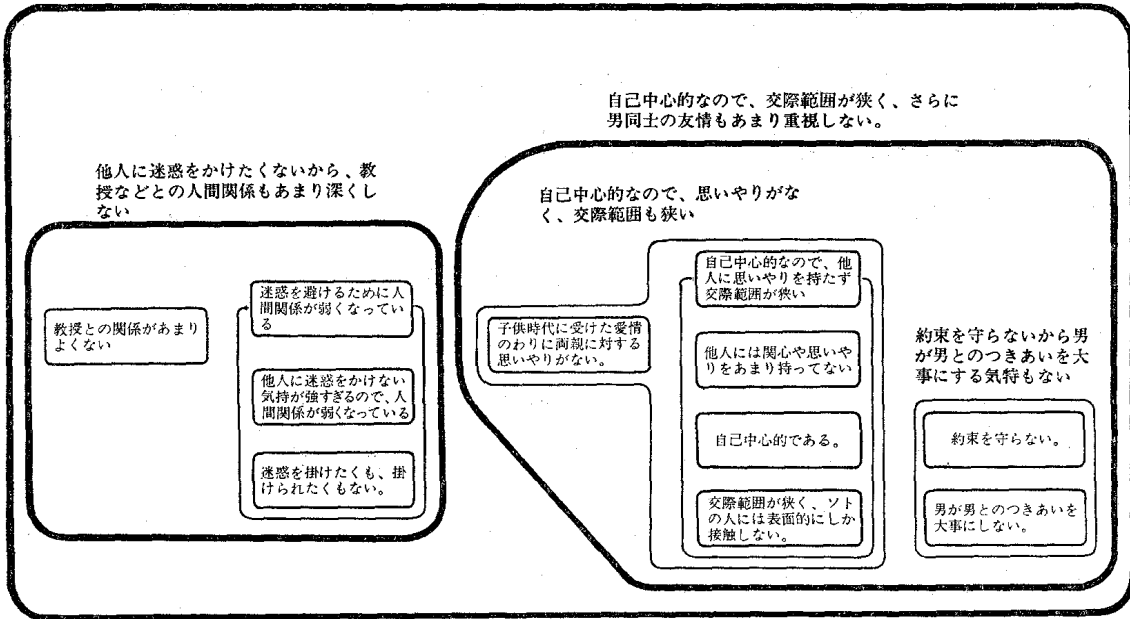 自己中心的なので、交際範囲が狭く、さらに
男同士の友情もあまり重視しない。
他人に迷惑をかけたくないから、教
授などとの人間関係もあまり深くし
ない
教授との関係があまり
よくない
迷惑を避けるために人
間関係が弱くなってい
る
他人に迷惑をかけない
気持が強すぎるので、人
間関係が弱くなっている
迷惑を掛けたくも、掛
けられたくもない。
自己中心的なので、思いやりがな
く、交際範囲も狭い
子供時代に受けた愛情
のわりに両親に対する
思いやりがない。
自己中心的なので、他
人に思いやりを持たず
交際範囲が狭い
他人には関心や思いや
りをあまり持ってない
自己中心的である。
交際範囲が狭く、ソト
の人には表面的にしか
接触しない。
約束を守らないから男
が男とのつきあいを大
事にする気持もない
約束を守らない。
男が男とのつきあいを
大事にしない。